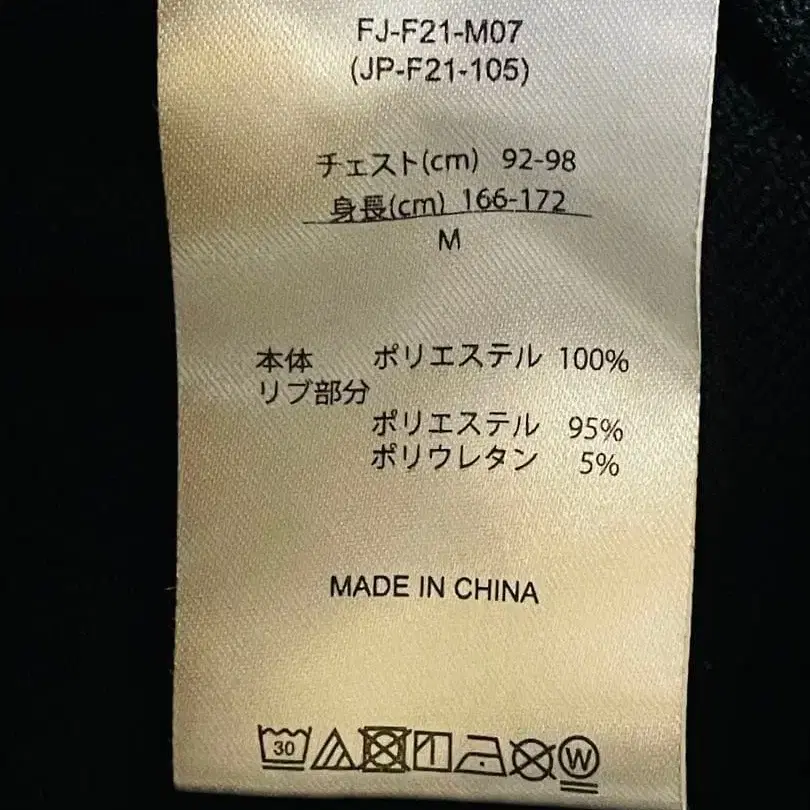 FJ-F21-M07
(JP-F21-105)
チェスト(cm) 92-98
身長(cm) 166-172
M
本体 ポリエステル 100%
リブ部分
ポリエステル 95%
ポリウレタン 5%
MADE IN CHINA
30 W